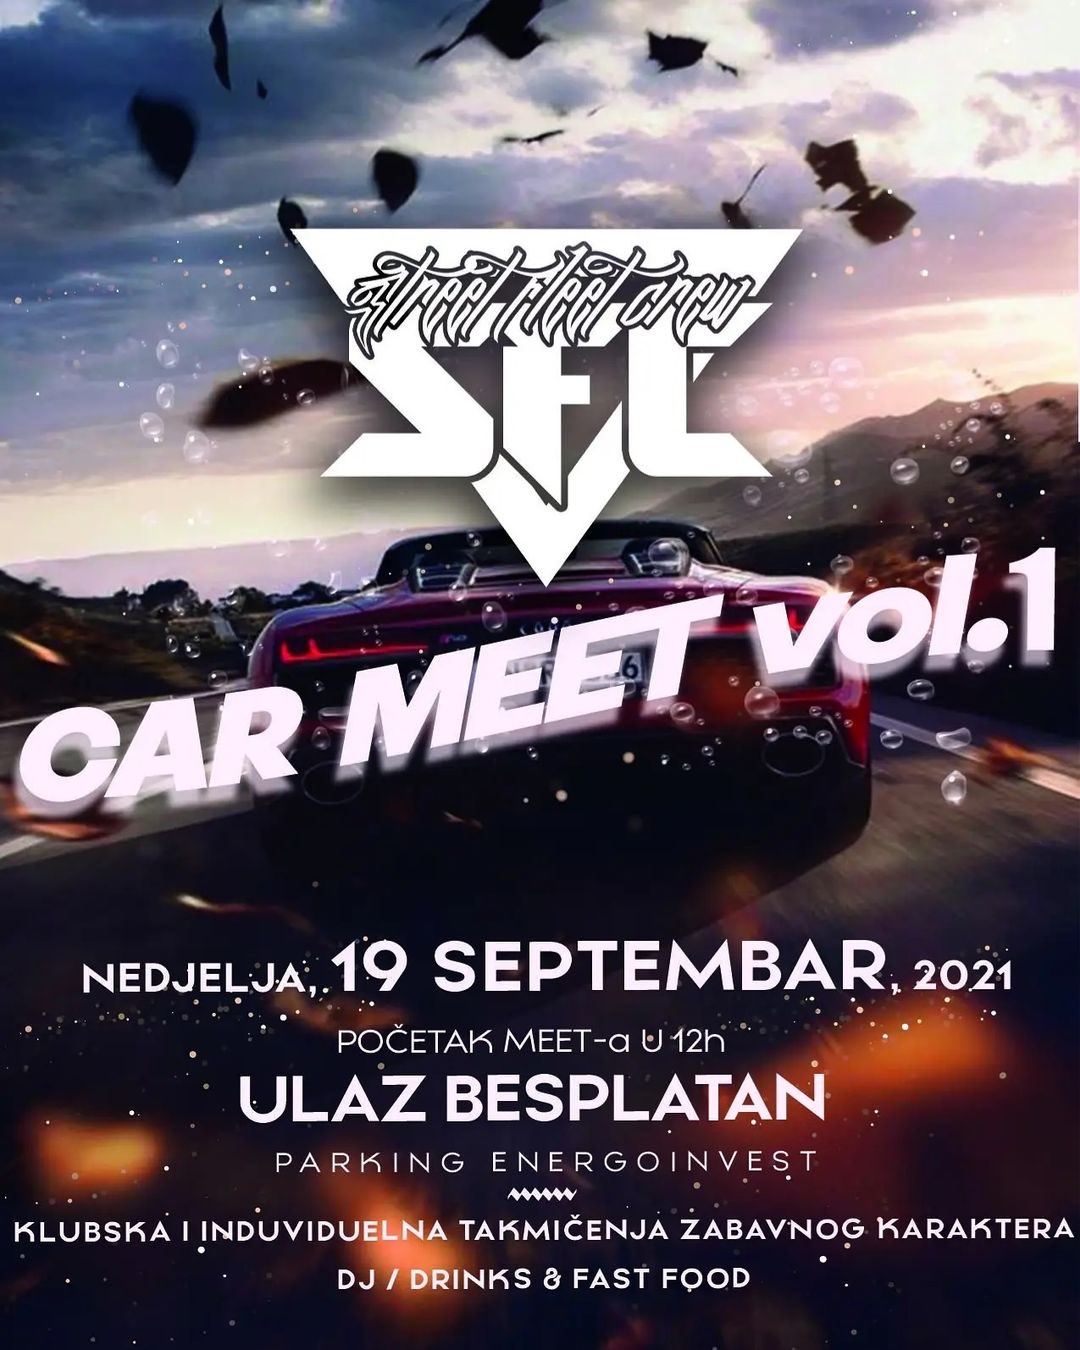 street fleet crew
SFC
CAR MEET vol.1
NEDJELJA, 19 SEPTEMBAR, 2021
POČETAK MEET-a U 12h
ULAZ BESPLATAN
PARKING ENERGOINVEST
KLUBSKA I INDUVIDUELNA TAKMIČENJA ZABAVNOG KARAKTERA
DJ / DRINKS & FAST FOOD